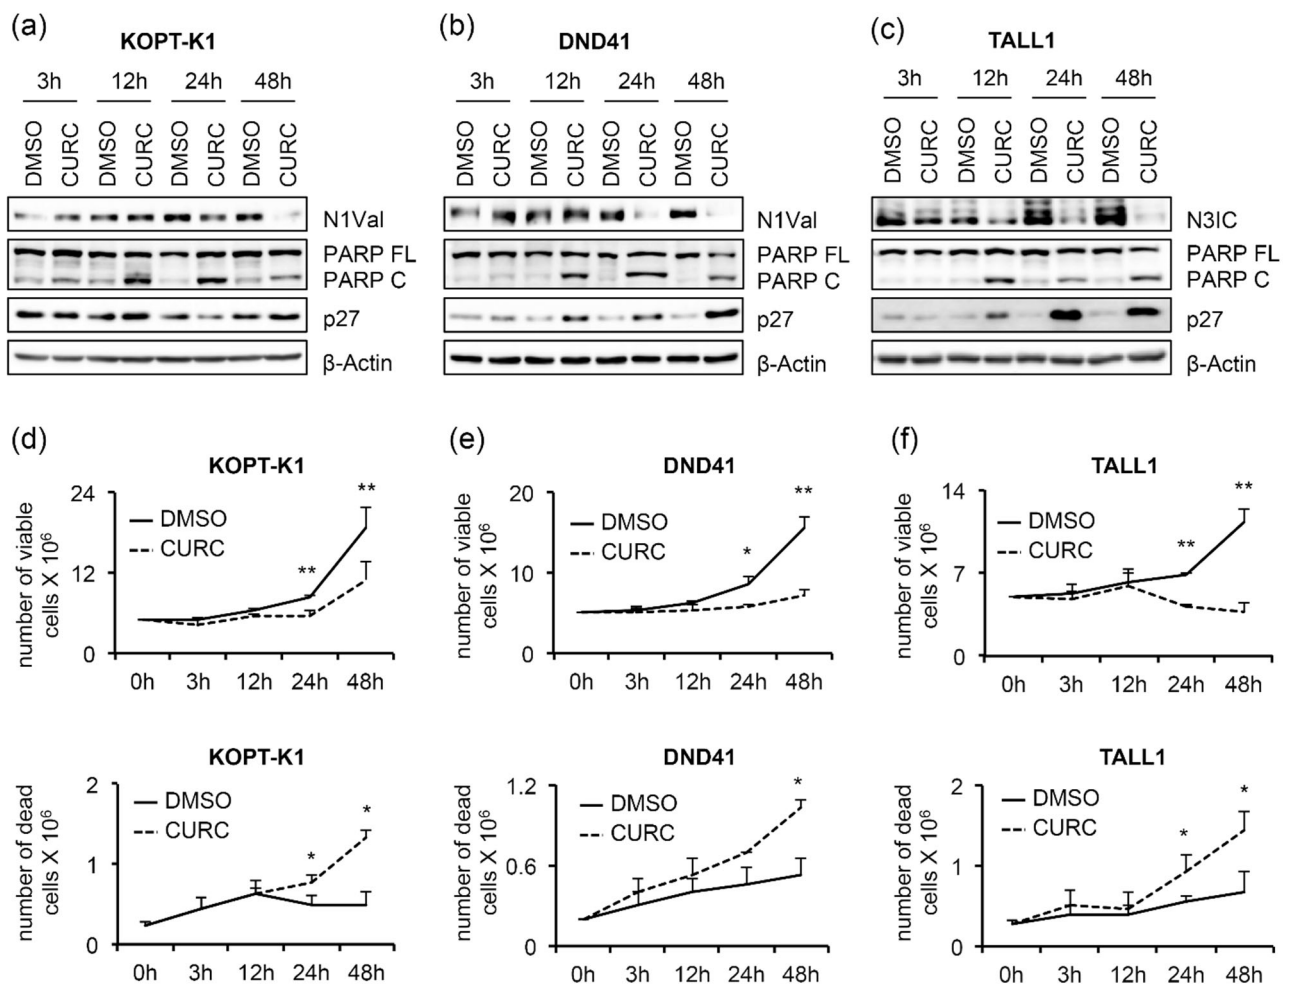 (a)
KOPT-K1
3h 12h 24h 48h
DMSO CURC DMSO CURC DMSO CURC DMSO CURC
N1Val
PARP FL
PARP C
p27
β-Actin
(b)
DND41
3h 12h 24h 48h
DMSO CURC DMSO CURC DMSO CURC DMSO CURC
N1Val
PARP FL
PARP C
p27
β-Actin
(c)
TALL1
3h 12h 24h 48h
DMSO CURC DMSO CURC DMSO CURC DMSO CURC
N3IC
PARP FL
PARP C
p27
β-Actin
(d)
KOPT-K1
number of viable
cells X 10⁶
24
12
0
DMSO
CURC
**
**
0h 3h 12h 24h 48h
KOPT-K1
number of dead
cells X 10⁶
2
1
0
DMSO
CURC
*
*
0h 3h 12h 24h 48h
(e)
DND41
number of viable
cells X 10⁶
20
10
0
DMSO
CURC
*
**
0h 3h 12h 24h 48h
DND41
number of dead
cells X 10⁶
1.2
0.6
0
DMSO
CURC
*
0h 3h 12h 24h 48h
(f)
TALL1
number of viable
cells X 10⁶
14
7
0
DMSO
CURC
**
**
0h 3h 12h 24h 48h
TALL1
number of dead
cells X 10⁶
2
1
0
DMSO
CURC
*
*
0h 3h 12h 24h 48h